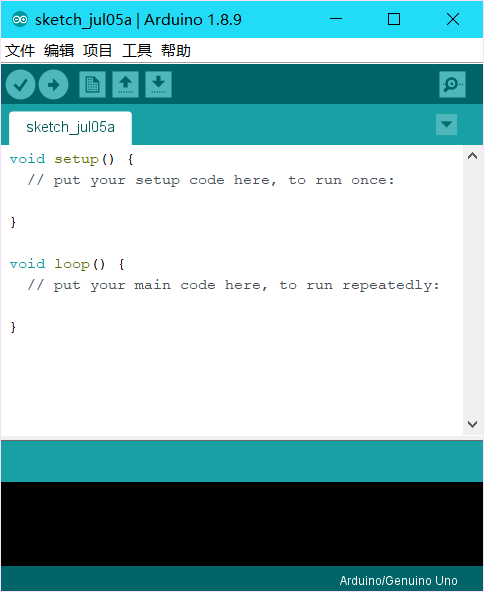 sketch_jul05a | Arduino 1.8.9
文件 编辑 项目 工具 帮助
sketch_jul05a
void setup() {
  // put your setup code here, to run once:
}
void loop() {
  // put your main code here, to run repeatedly:
}
Arduino/Genuino Uno